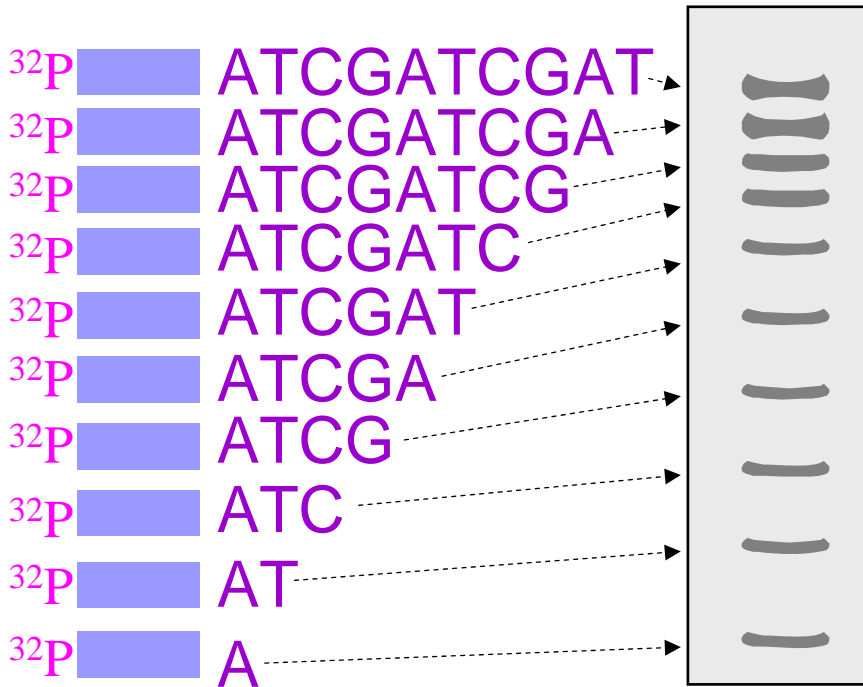 ³²P ATCGATCGAT
³²P ATCGATCGA
³²P ATCGATCG
³²P ATCGATC
³²P ATCGAT
³²P ATCGA
³²P ATCG
³²P ATC
³²P AT
³²P A